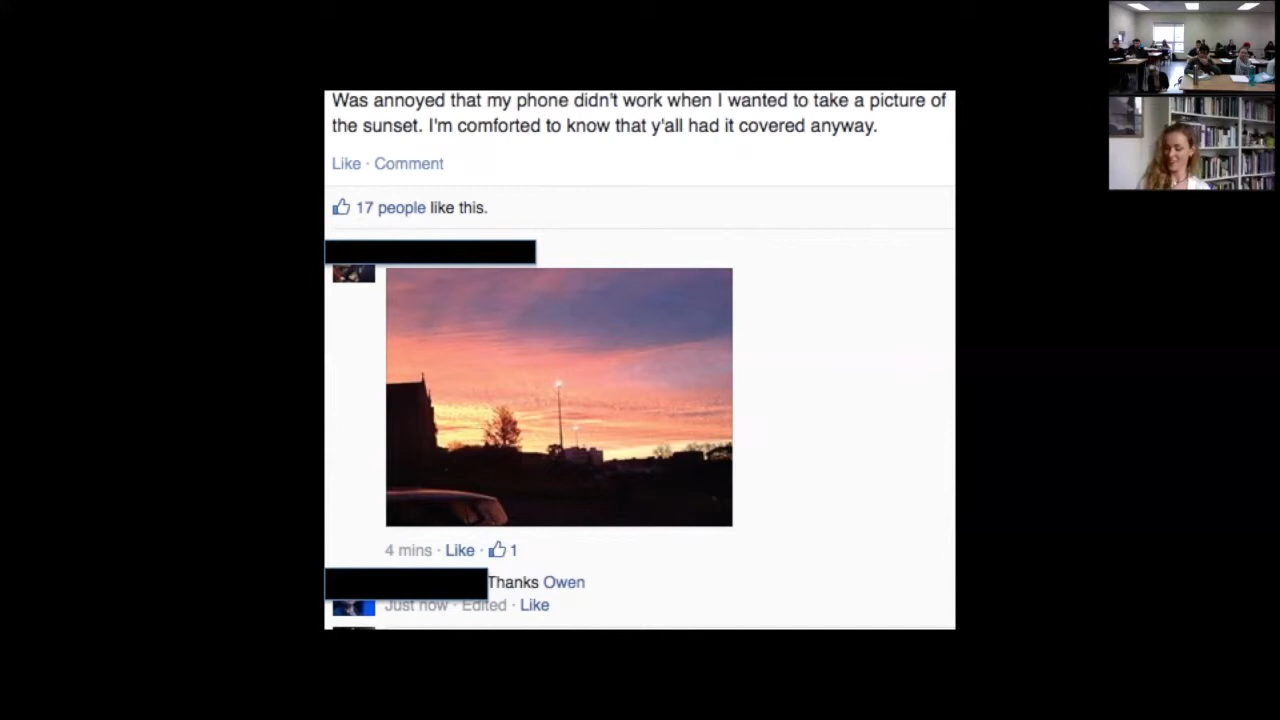 Was annoyed that my phone didn't work when I wanted to take a picture of
the sunset. I'm comforted to know that y'all had it covered anyway.
Like · Comment
17 people like this.
4 mins · Like · 1
Thanks Owen
Just now · Edited · Like